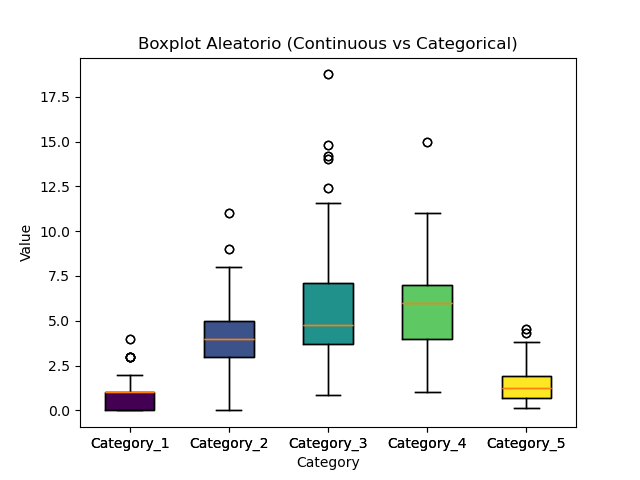 Boxplot Aleatorio (Continuous vs Categorical)
17.5
15.0
12.5
10.0
7.5
5.0
2.5
0.0
Value
Category_1 Category_2 Category_3 Category_4 Category_5
Category